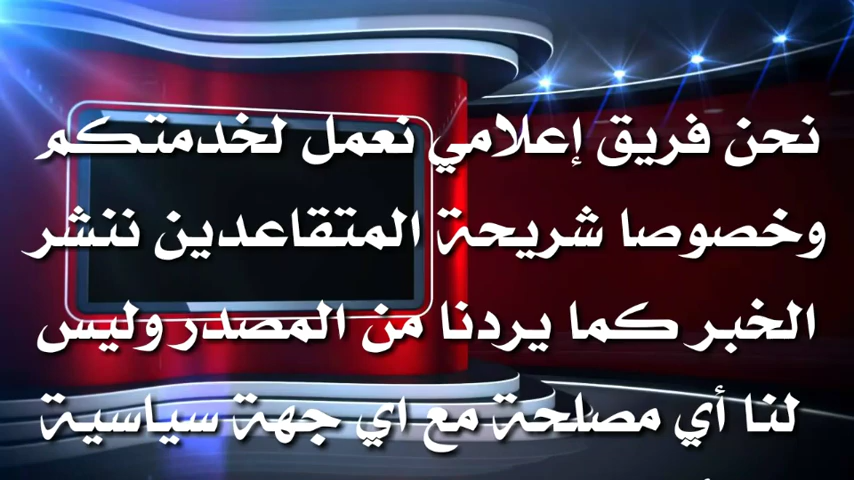 نحن فريق إعلامي نعمل لخدمتكم
وخصوصا شريحة المتقاعدين ننشر
الخبر كما يردنا من المصدر وليس
لنا أي مصلحة مع اي جهة سياسية